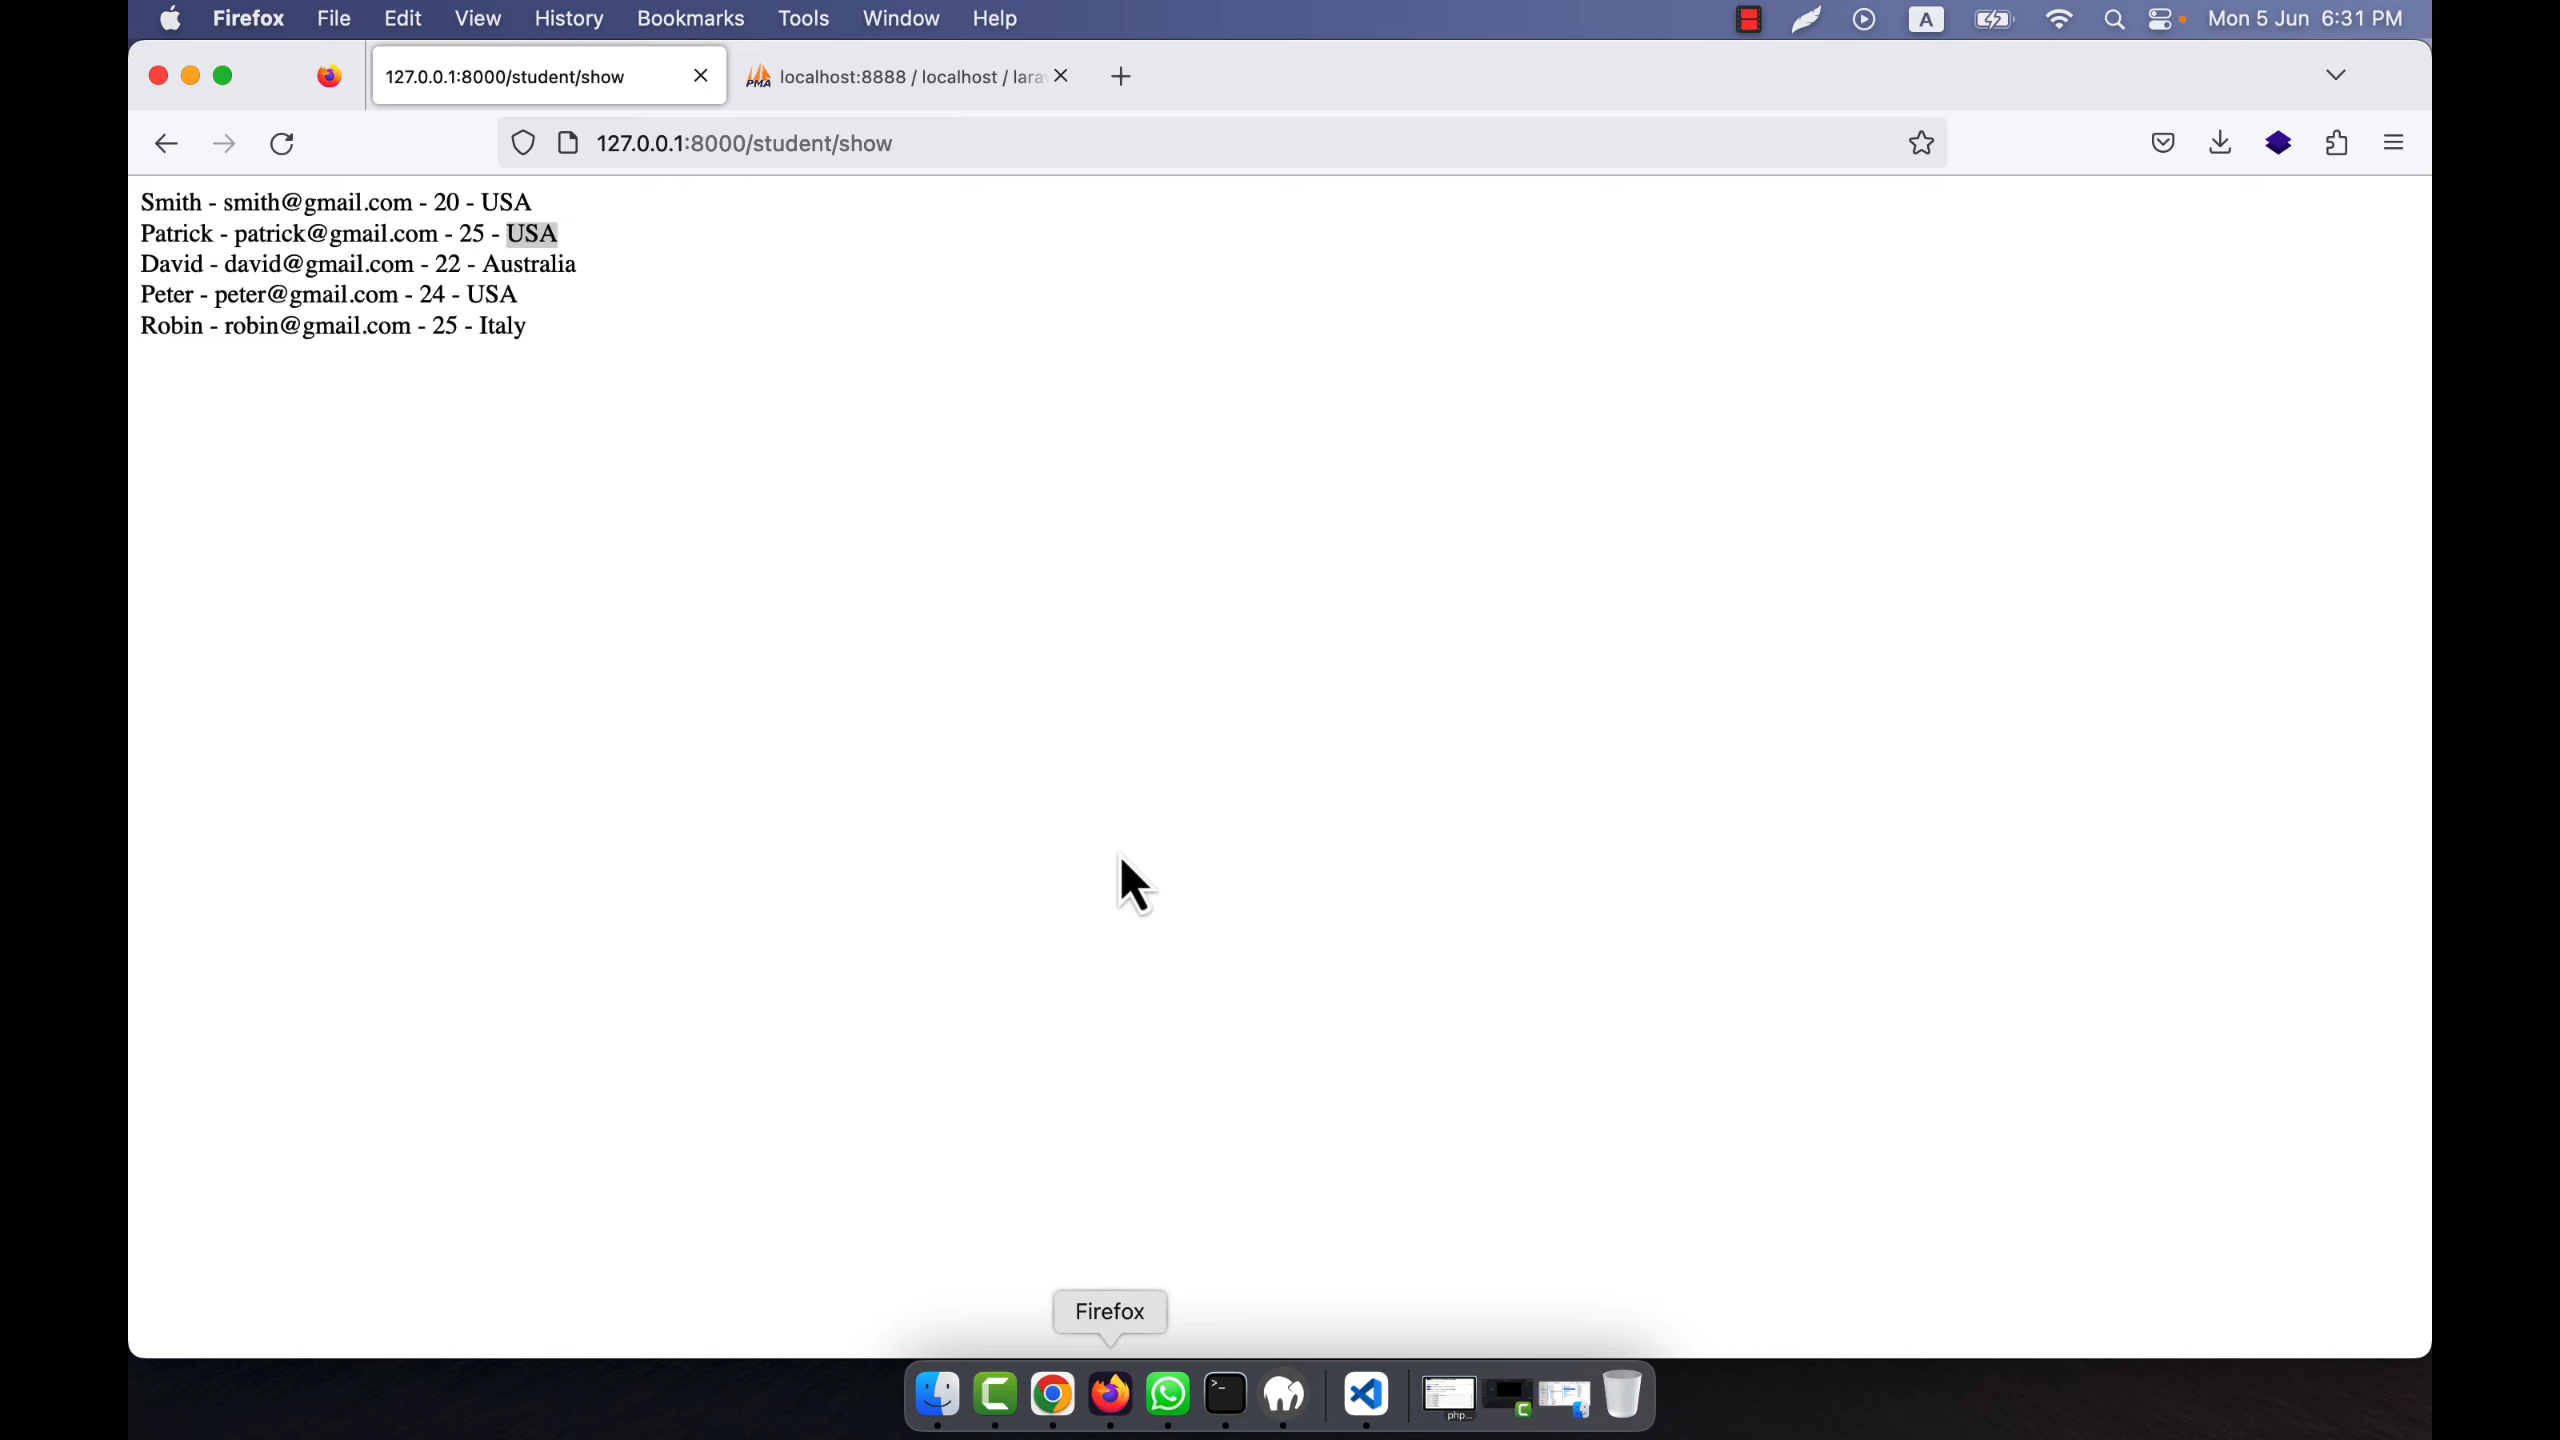 Firefox File Edit View History Bookmarks Tools Window Help A Mon 5 Jun 6:31 PM
127.0.0.1:8000/student/show
PMA localhost:8888 / localhost / lara
127.0.0.1:8000/student/show
Smith - smith@gmail.com - 20 - USA
Patrick - patrick@gmail.com - 25 - USA
David - david@gmail.com - 22 - Australia
Peter - peter@gmail.com - 24 - USA
Robin - robin@gmail.com - 25 - Italy
Firefox
php...